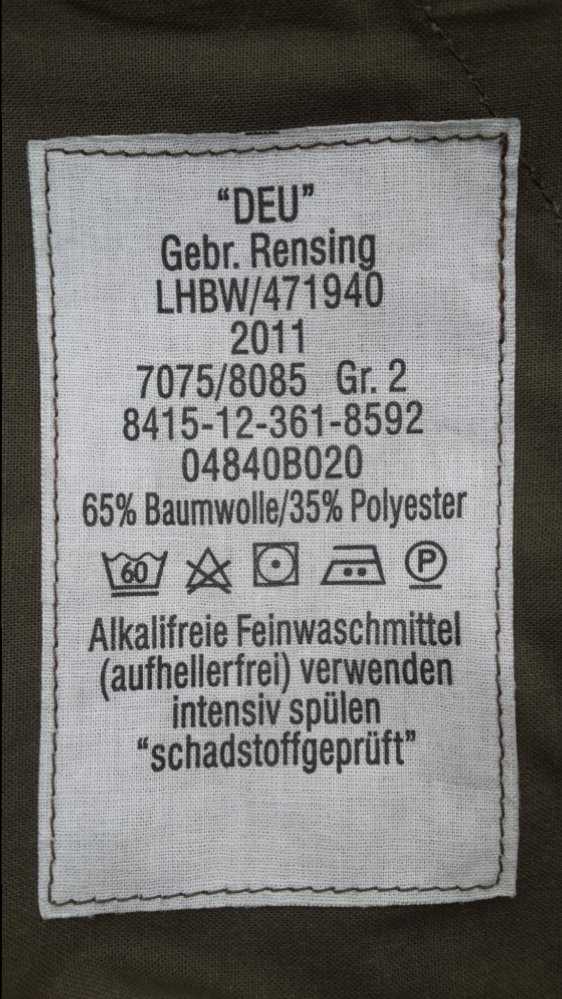 “DEU”
Gebr. Rensing
LHBW/471940
2011
7075/8085 Gr. 2
8415-12-361-8592
04840B020
65% Baumwolle/35% Polyester
60 P
Alkalifreie Feinwaschmittel
(aufhellerfrei) verwenden
intensiv spülen
“schadstoffgeprüft”